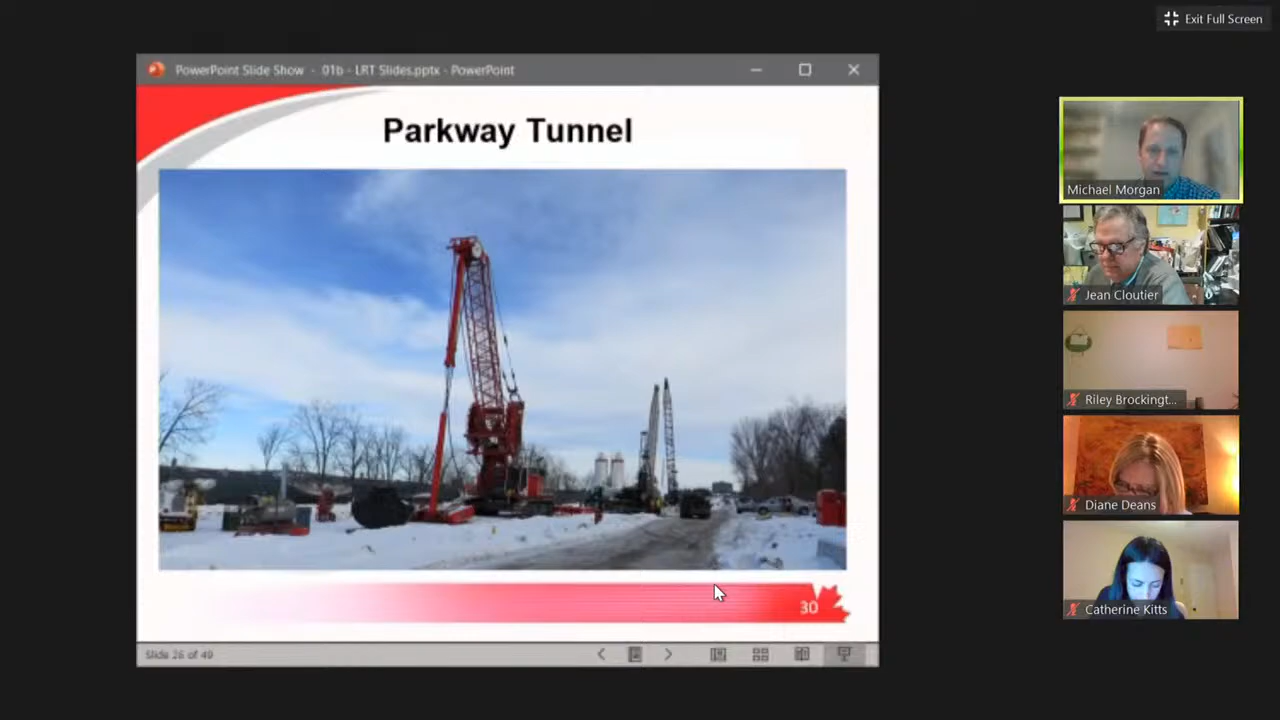 Exit Full Screen
PowerPoint Slide Show - 01b - LRT Slides.pptx - PowerPoint
Parkway Tunnel
30
Slide 26 of 49
Michael Morgan
Jean Cloutier
Riley Brockingt...
Diane Deans
Catherine Kitts